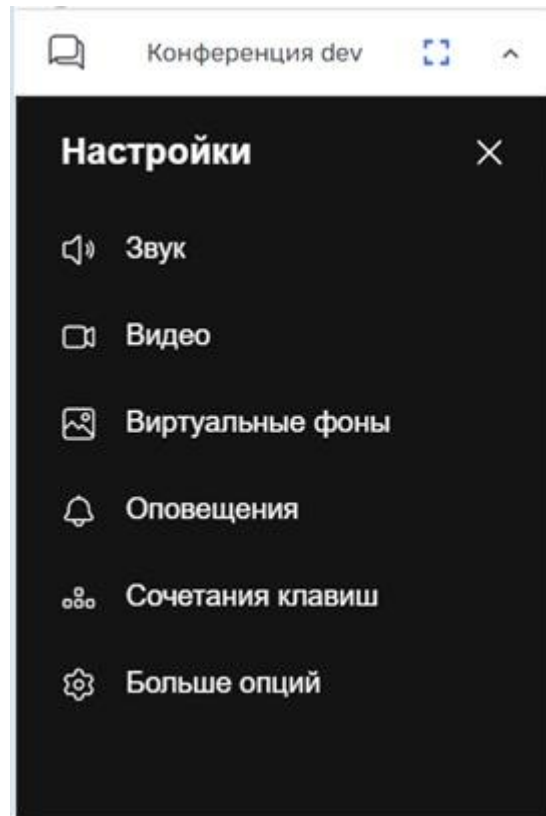 Конференция dev
Настройки
Звук
Видео
Виртуальные фоны
Оповещения
Сочетания клавиш
Больше опций